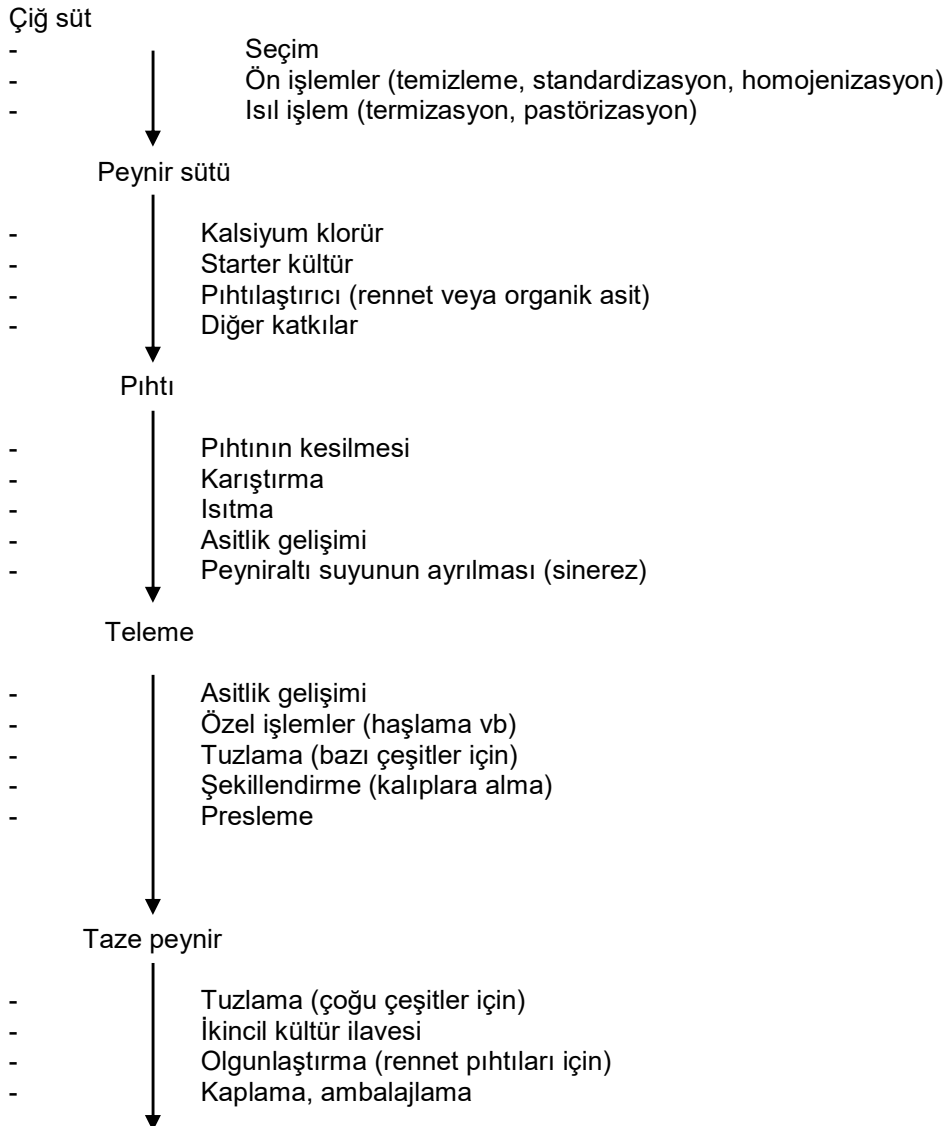 Çiğ süt
- Seçim
- Ön işlemler (temizleme, standardizasyon, homojenizasyon)
- Isıl işlem (termizasyon, pastörizasyon)
Peynir sütü
- Kalsiyum klorür
- Starter kültür
- Pıhtılaştırıcı (rennet veya organik asit)
- Diğer katkılar
Pıhtı
- Pıhtının kesilmesi
- Karıştırma
- Isıtma
- Asitlik gelişimi
- Peyniraltı suyunun ayrılması (sinerez)
Teleme
- Asitlik gelişimi
- Özel işlemler (haşlama vb)
- Tuzlama (bazı çeşitler için)
- Şekillendirme (kalıplara alma)
- Presleme
Taze peynir
- Tuzlama (çoğu çeşitler için)
- İkincil kültür ilavesi
- Olgunlaştırma (rennet pıhtıları için)
- Kaplama, ambalajlama